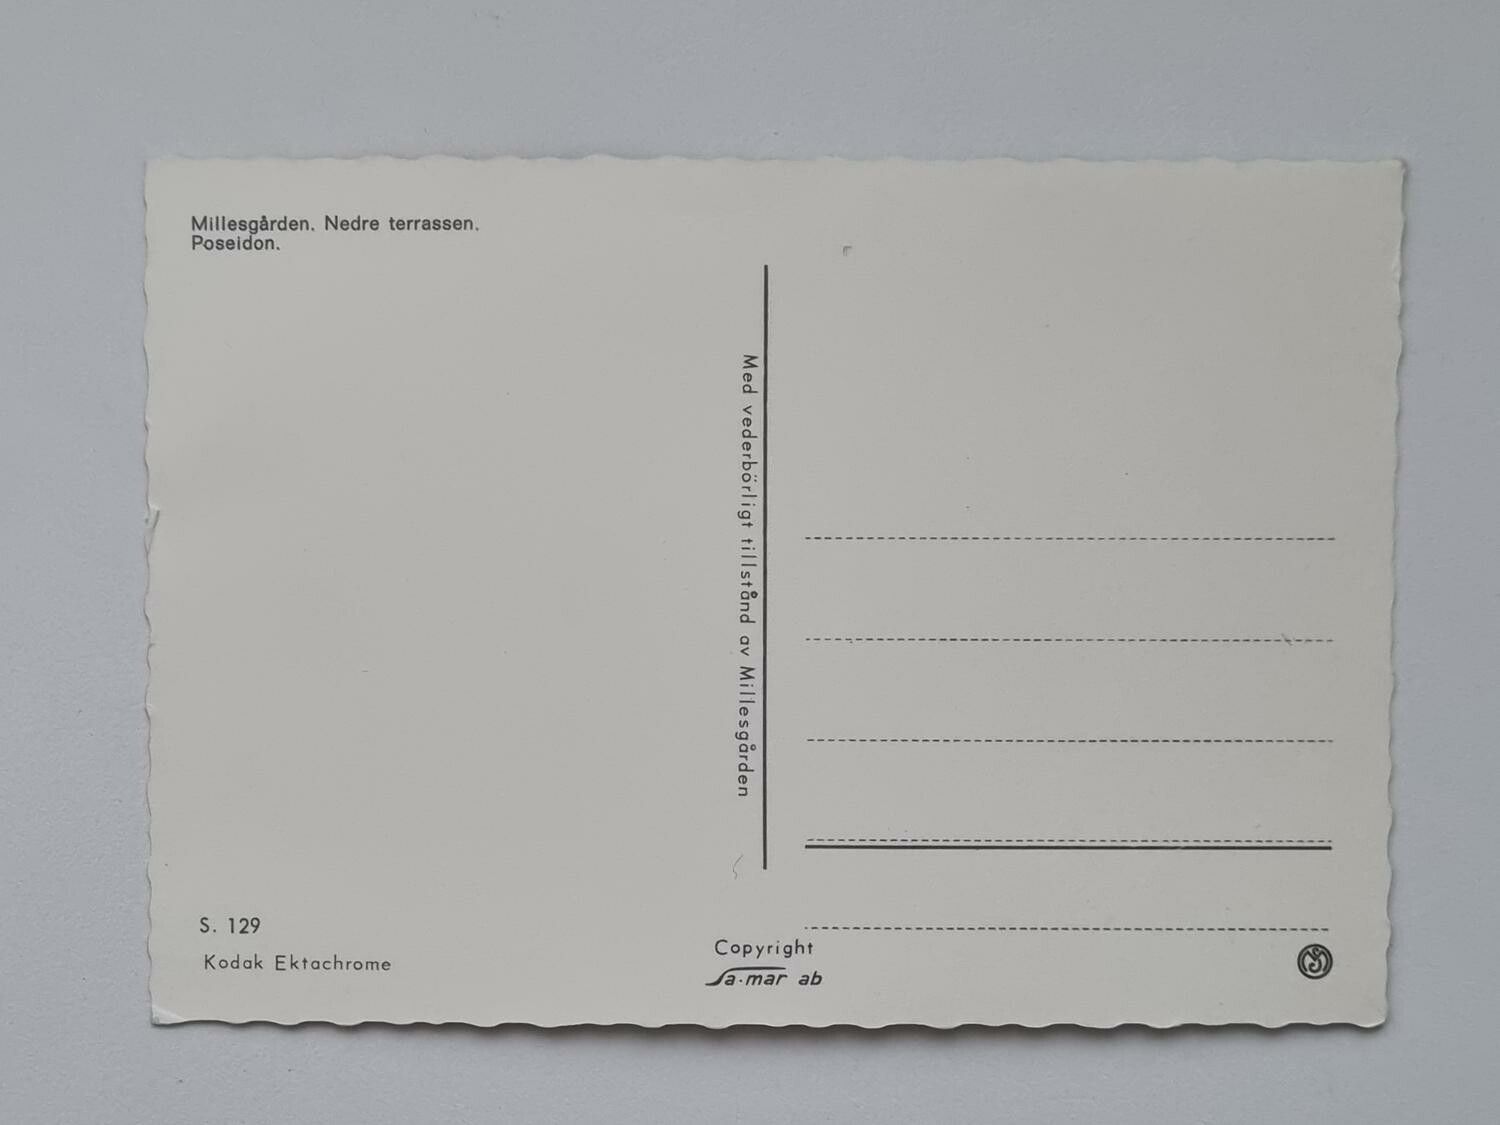 Millesgården. Nedre terrassen.
Poseidon.
Med vederbörligt tillstånd av Millesgården
S. 129
Kodak Ektachrome
Copyright
Sa-mar ab